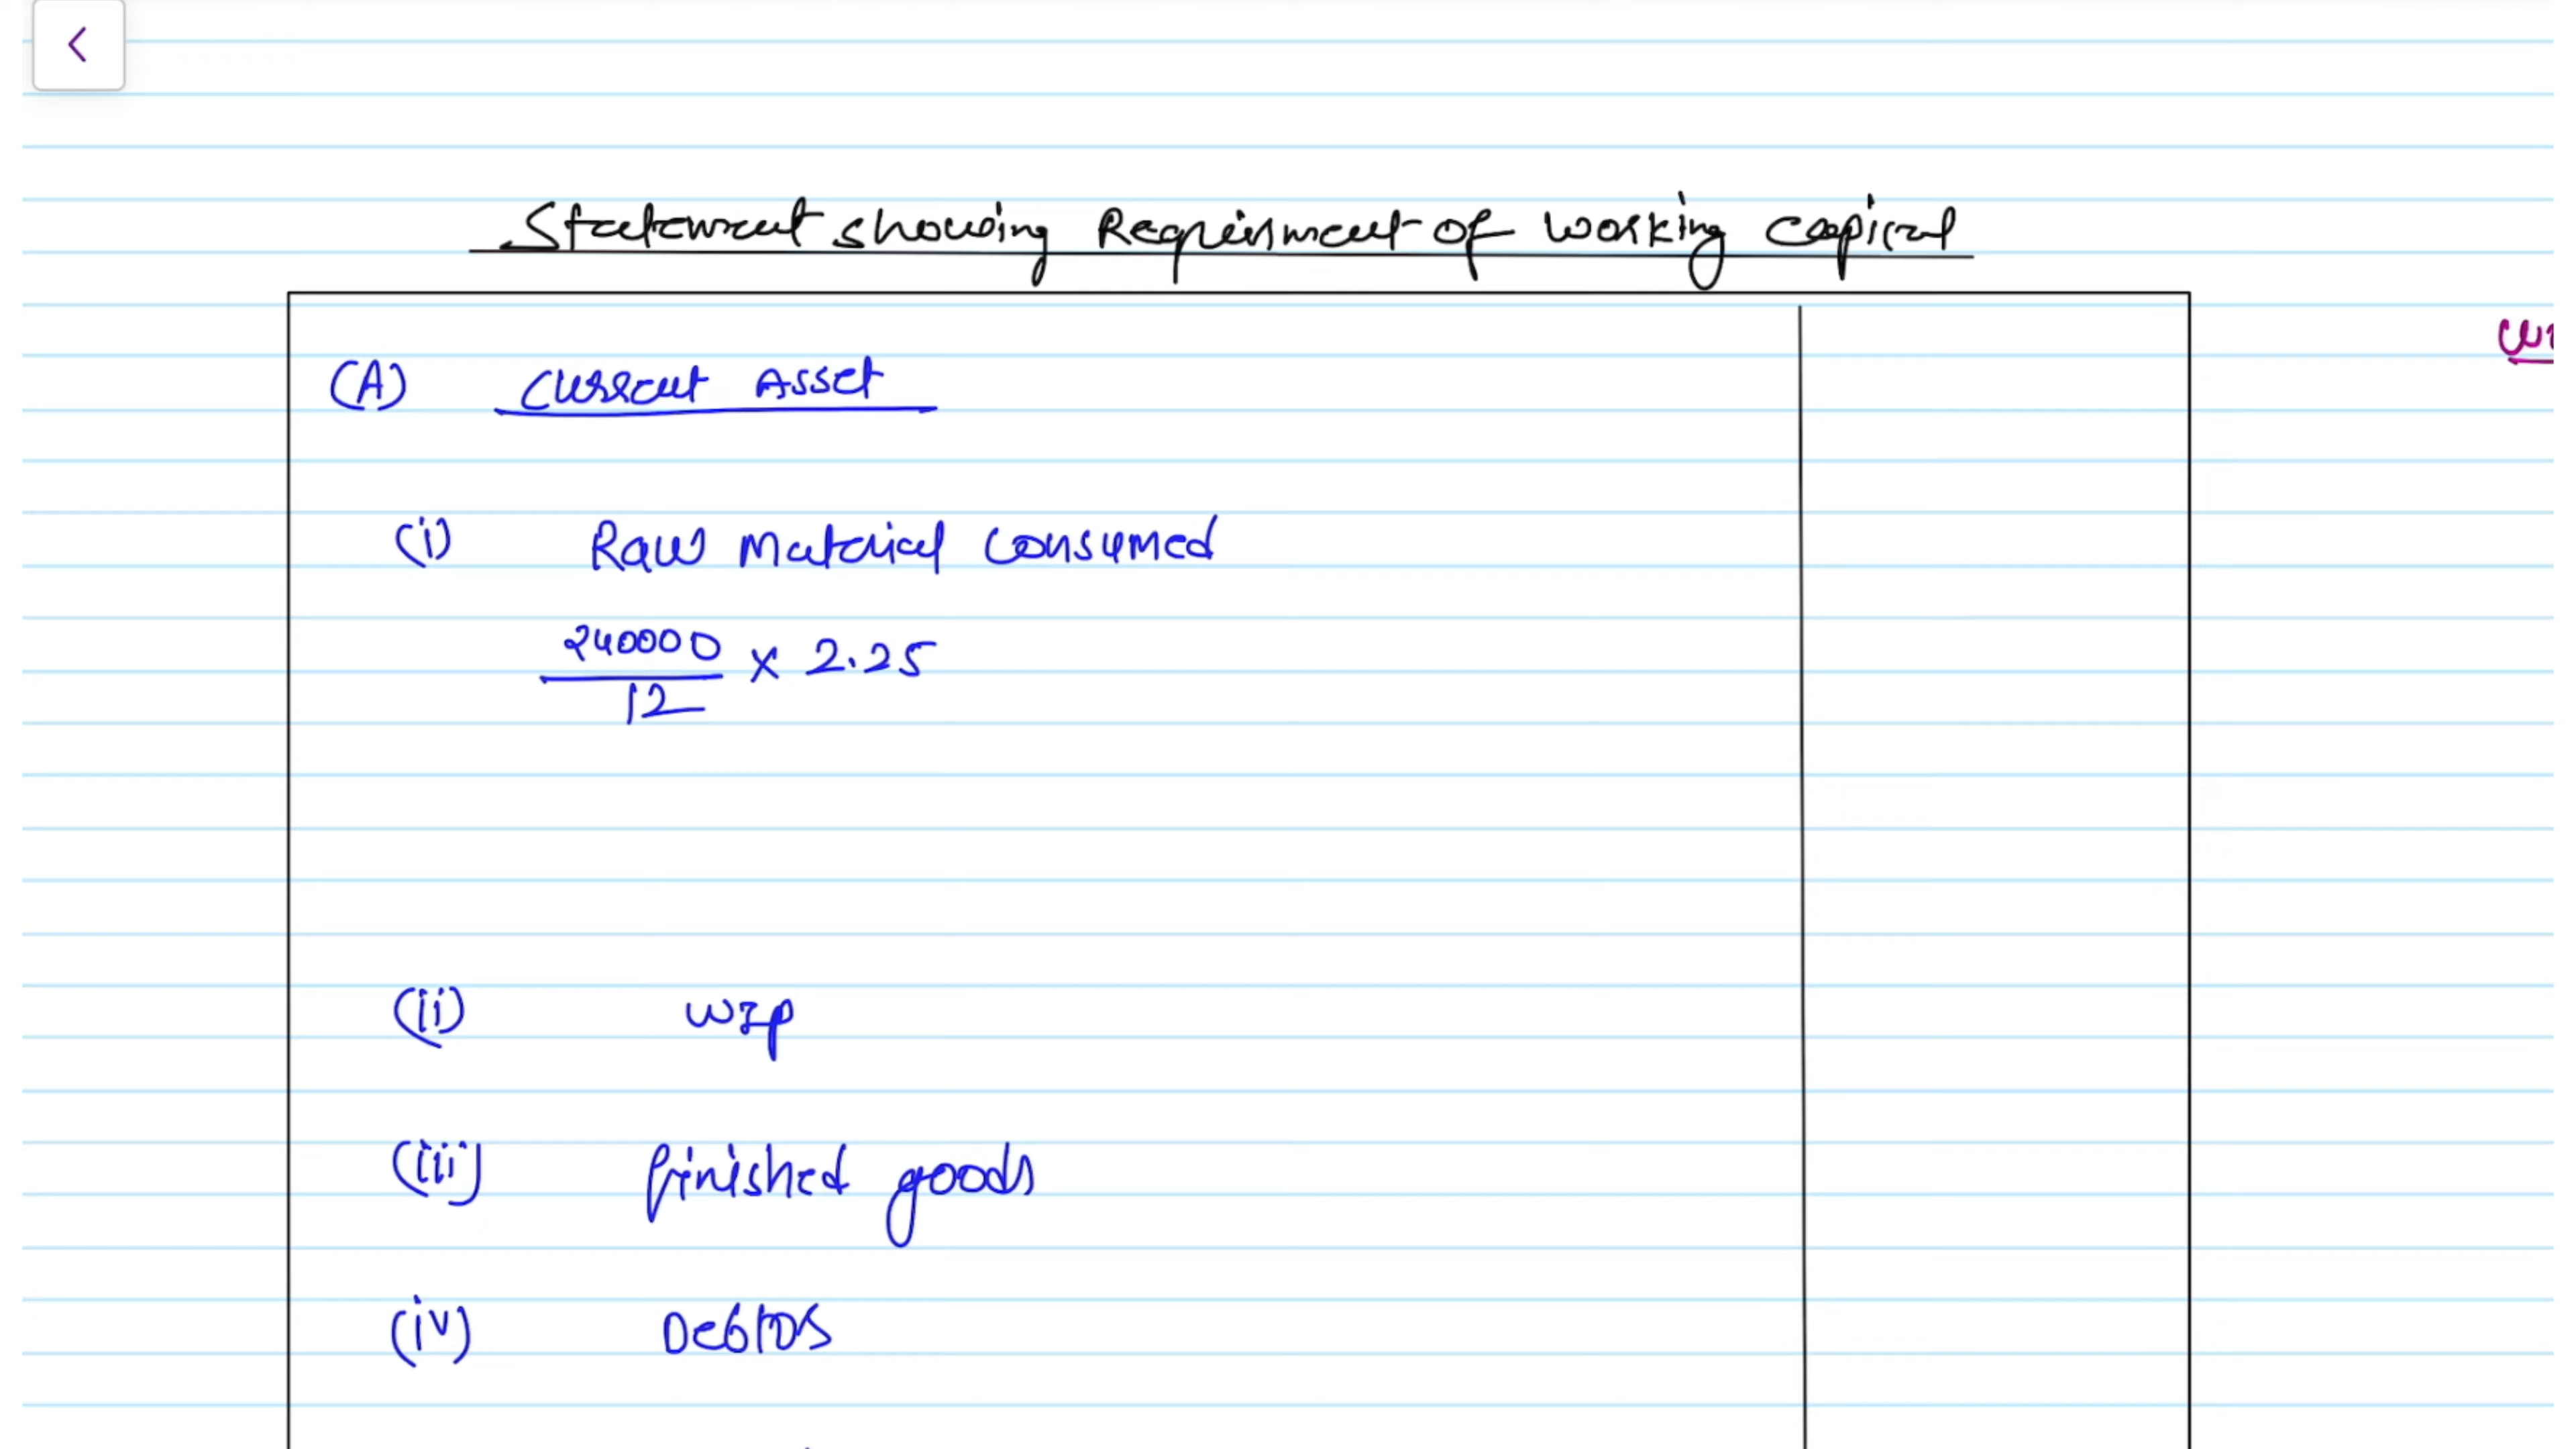 Statement showing Requirment of working capital
(A) Current Asset
(i) Raw Material Consumed
240000
12
× 2.25
(ii) WIP
(iii) finished goods
(iv) Debtors